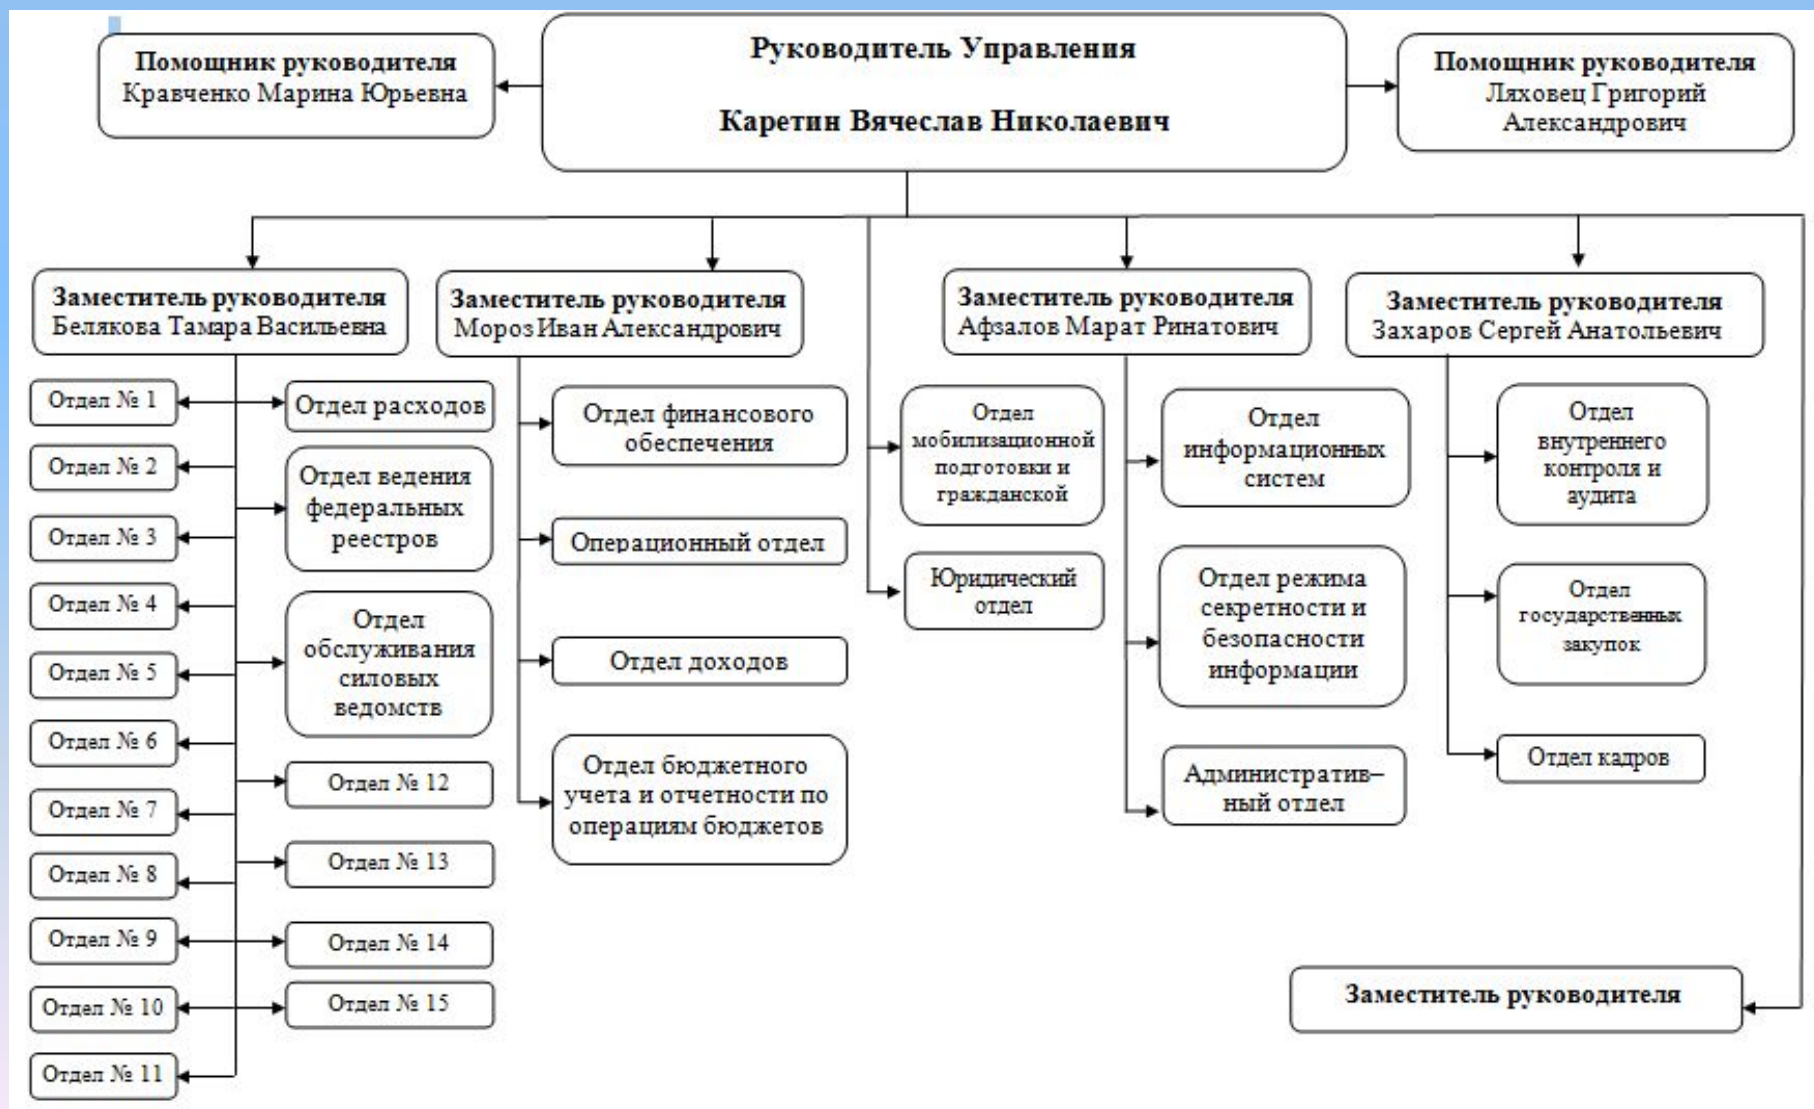 Руководитель Управления
Каретин Вячеслав Николаевич
Помощник руководителя
Кравченко Марина Юрьевна
Помощник руководителя
Ляховец Григорий
Александрович
Заместитель руководителя
Белякова Тамара Васильевна
Отдел № 1
Отдел № 2
Отдел № 3
Отдел № 4
Отдел № 5
Отдел № 6
Отдел № 7
Отдел № 8
Отдел № 9
Отдел № 10
Отдел № 11
Отдел расходов
Отдел ведения
федеральных
реестров
Отдел
обслуживания
силовых
ведомств
Отдел № 12
Отдел № 13
Отдел № 14
Отдел № 15
Заместитель руководителя
Мороз Иван Александрович
Отдел финансового
обеспечения
Операционный отдел
Отдел доходов
Отдел бюджетного
учета и отчетности по
операциям бюджетов
Отдел
мобилизационной
подготовки и
гражданской
Юридический
отдел
Заместитель руководителя
Афзалов Марат Ринатович
Отдел
информационных
систем
Отдел режима
секретности и
безопасности
информации
Административ–
ный отдел
Заместитель руководителя
Захаров Сергей Анатольевич
Отдел
внутреннего
контроля и
аудита
Отдел
государственных
закупок
Отдел кадров
Заместитель руководителя